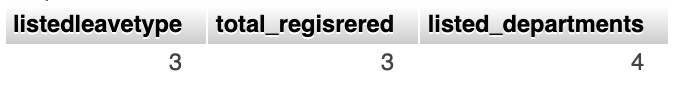 listedleavetype total_regisrered listed_departments
3 3 4